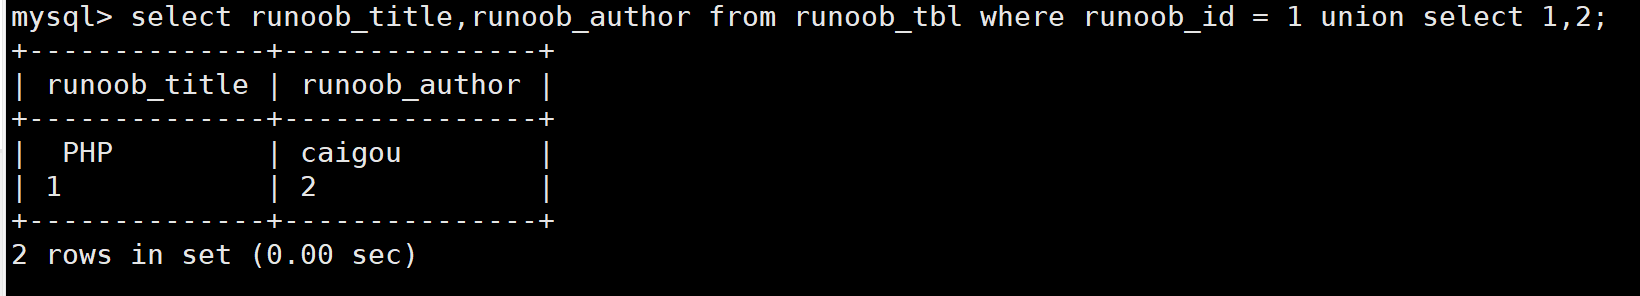 mysql> select runoob_title,runoob_author from runoob_tbl where runoob_id = 1 union select 1,2;
+--------------+---------------+
| runoob_title | runoob_author |
+--------------+---------------+
|  PHP         | caigou        |
| 1            | 2             |
+--------------+---------------+
2 rows in set (0.00 sec)